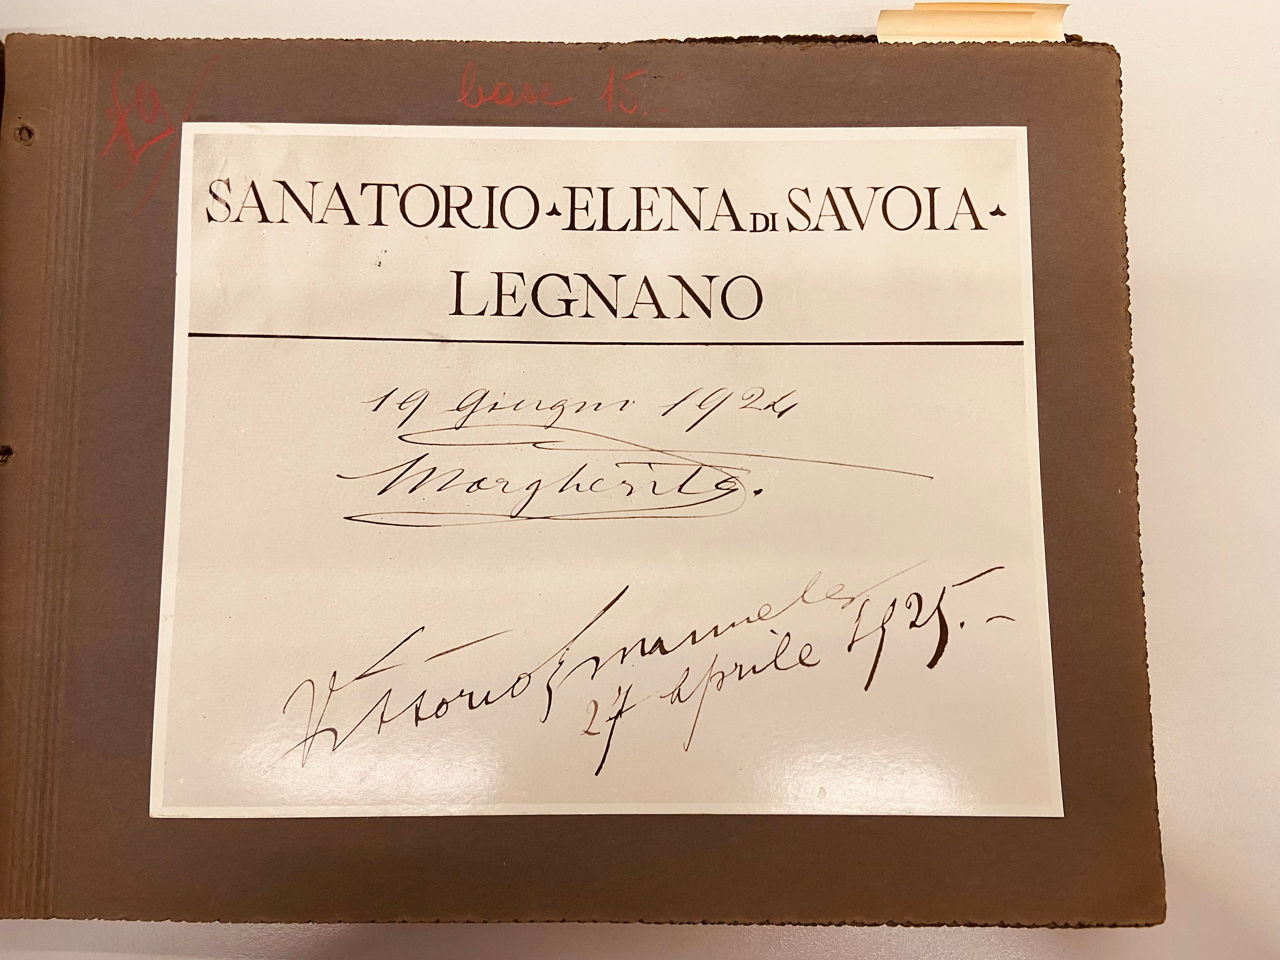 base 15.
SANATORIO ELENA DI SAVOIA
LEGNANO
19 Giugno 1924
Margherita.
Vittorio Emanuele
27 aprile 1925. -